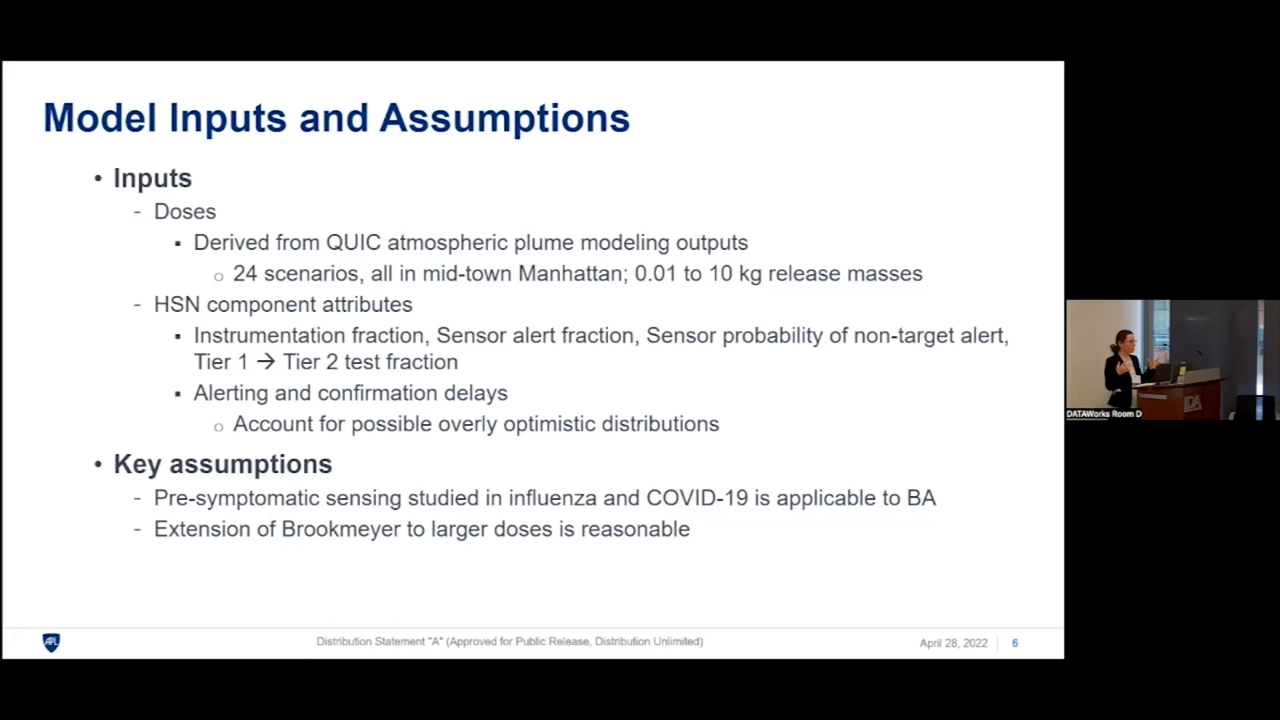 Model Inputs and Assumptions
• Inputs
- Doses
▪ Derived from QUIC atmospheric plume modeling outputs
○ 24 scenarios, all in mid-town Manhattan; 0.01 to 10 kg release masses
- HSN component attributes
▪ Instrumentation fraction, Sensor alert fraction, Sensor probability of non-target alert,
Tier 1 → Tier 2 test fraction
▪ Alerting and confirmation delays
○ Account for possible overly optimistic distributions
• Key assumptions
- Pre-symptomatic sensing studied in influenza and COVID-19 is applicable to BA
- Extension of Brookmeyer to larger doses is reasonable
APL
Distribution Statement "A" (Approved for Public Release, Distribution Unlimited)
April 28, 2022
6
IDA
DATAWorks Room D